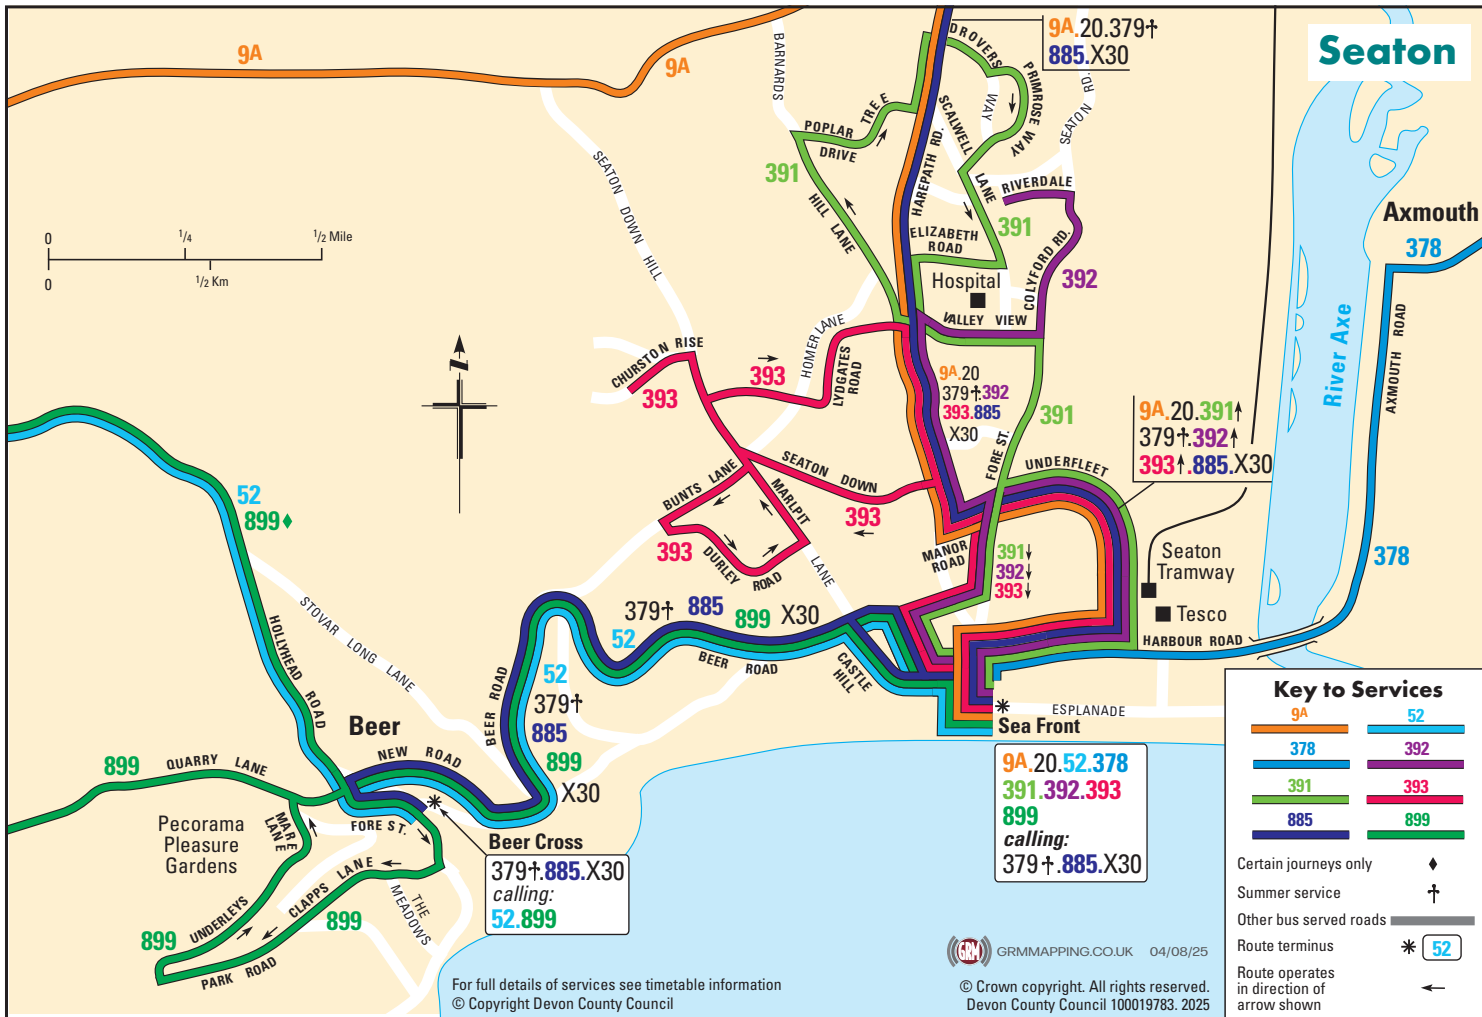 Seaton
9A.20.379†
885.X30
9A
9A
BARNARDS
HILL LANE
DROVERS
WAY
PRIMROSE
WAY
SEATON
RD.
SCALWELL
LANE
POPLAR TREE
DRIVE
391
HAREPATH RD.
RIVERDALE
391
ELIZABETH
ROAD
COLYFORD RD.
392
Hospital
VALLEY VIEW
Axmouth
378
AXMOUTH ROAD
River Axe
378
SEATON DOWN HILL
0 1/4 1/2 Mile
0 1/2 Km
N
CHURSTON RISE
393
393
HOMER LANE
LYDGATES
ROAD
9A.20
379†.392
393.885
X30
391
FORE ST.
UNDERFLEET
9A.20.391↑
379†.392↑
393↑.885.X30
BUNTS LANE
SEATON DOWN
393
MARLPIT
LANE
393
DURLEY
ROAD
MANOR
ROAD
391↓
392↓
393↓
Seaton
Tramway
Tesco
HARBOUR ROAD
52
899♦
HOLLYHEAD ROAD
STOVAR LONG LANE
379† 885 899 X30
52
BEER ROAD
CASTLE
HILL
BEER ROAD
52
379†
885
899
X30
ESPLANADE
Sea Front
9A.20.52.378
391.392.393
899
calling:
379†.885.X30
Beer
NEW ROAD
899
QUARRY LANE
MARE
LANE
FORE ST.
Pecorama
Pleasure
Gardens
Beer Cross
379†.885.X30
calling:
52.899
CLAPPS LANE
THE
MEADOWS
UNDERLEYS
899
899
PARK ROAD
Key to Services
9A 52
378 392
391 393
885 899
Certain journeys only ♦
Summer service †
Other bus served roads
Route terminus * 52
Route operates
in direction of
arrow shown ←
GRM GRMMAPPING.CO.UK 04/08/25
For full details of services see timetable information
© Copyright Devon County Council
© Crown copyright. All rights reserved.
Devon County Council 100019783. 2025